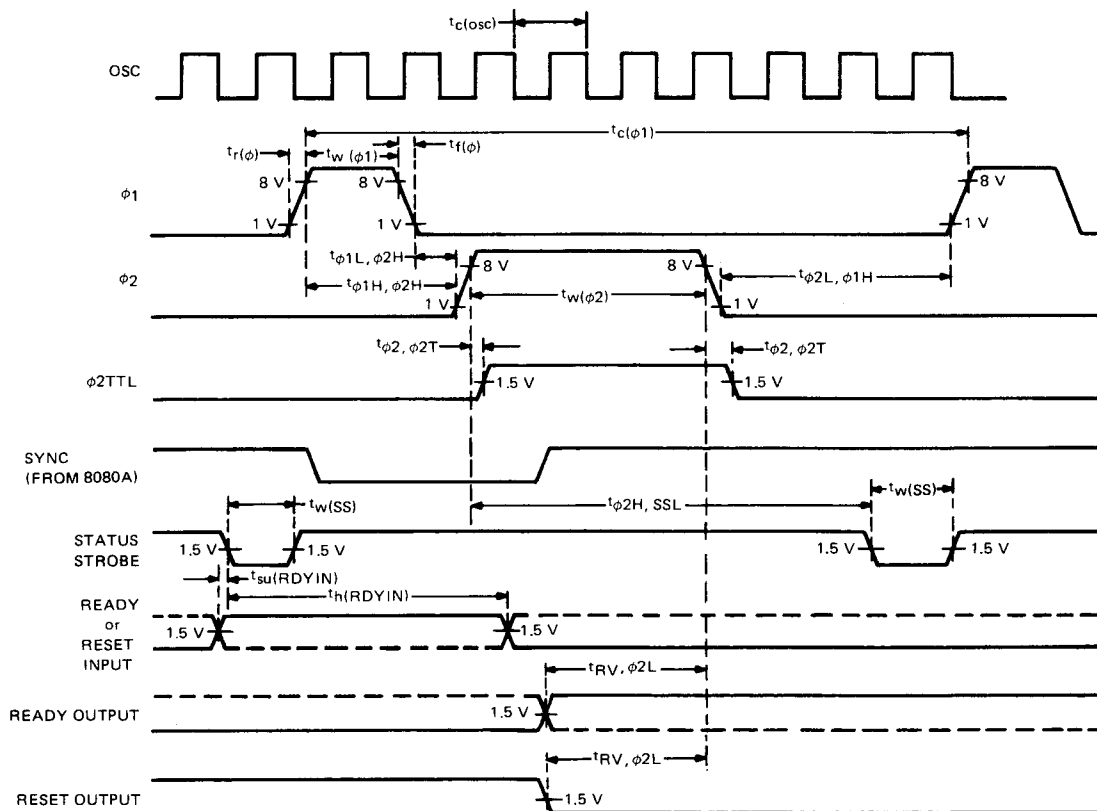 tc(osc)
OSC
tc(ϕ1)
tr(ϕ) tw (ϕ1) tf(ϕ)
8 V 8 V 8 V
ϕ1
1 V 1 V 1 V
tϕ1L, ϕ2H
ϕ2 8 V 8 V tϕ2L, ϕ1H
tϕ1H, ϕ2H
1 V tw(ϕ2) 1 V
tϕ2, ϕ2T tϕ2, ϕ2T
ϕ2TTL 1.5 V 1.5 V
SYNC
(FROM 8080A)
tw(SS) tϕ2H, SSL tw(SS)
STATUS
STROBE
1.5 V 1.5 V 1.5 V 1.5 V
tsu(RDYIN)
th(RDYIN)
READY
or
RESET
INPUT
1.5 V 1.5 V
tRV, ϕ2L
READY OUTPUT 1.5 V
tRV, ϕ2L
RESET OUTPUT 1.5 V